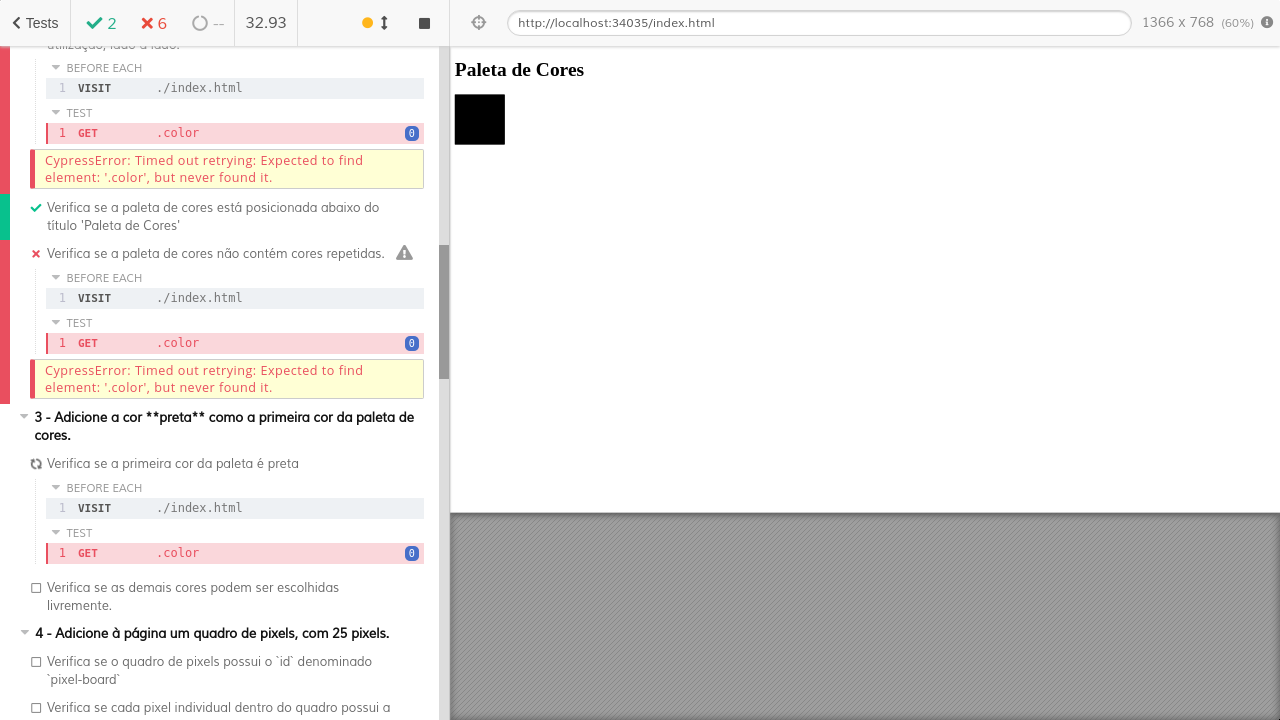 Tests
2
6
--
32.93
http://localhost:34035/index.html
1366 x 768 (60%)
utilização, lado a lado.
BEFORE EACH
1 VISIT ./index.html
TEST
1 GET .color 0
CypressError: Timed out retrying: Expected to find
element: '.color', but never found it.
Verifica se a paleta de cores está posicionada abaixo do
título 'Paleta de Cores'
Verifica se a paleta de cores não contém cores repetidas.
BEFORE EACH
1 VISIT ./index.html
TEST
1 GET .color 0
CypressError: Timed out retrying: Expected to find
element: '.color', but never found it.
3 - Adicione a cor **preta** como a primeira cor da paleta de
cores.
Verifica se a primeira cor da paleta é preta
BEFORE EACH
1 VISIT ./index.html
TEST
1 GET .color 0
Verifica se as demais cores podem ser escolhidas
livremente.
4 - Adicione à página um quadro de pixels, com 25 pixels.
Verifica se o quadro de pixels possui o `id` denominado
`pixel-board`
Verifica se cada pixel individual dentro do quadro possui a
Paleta de Cores